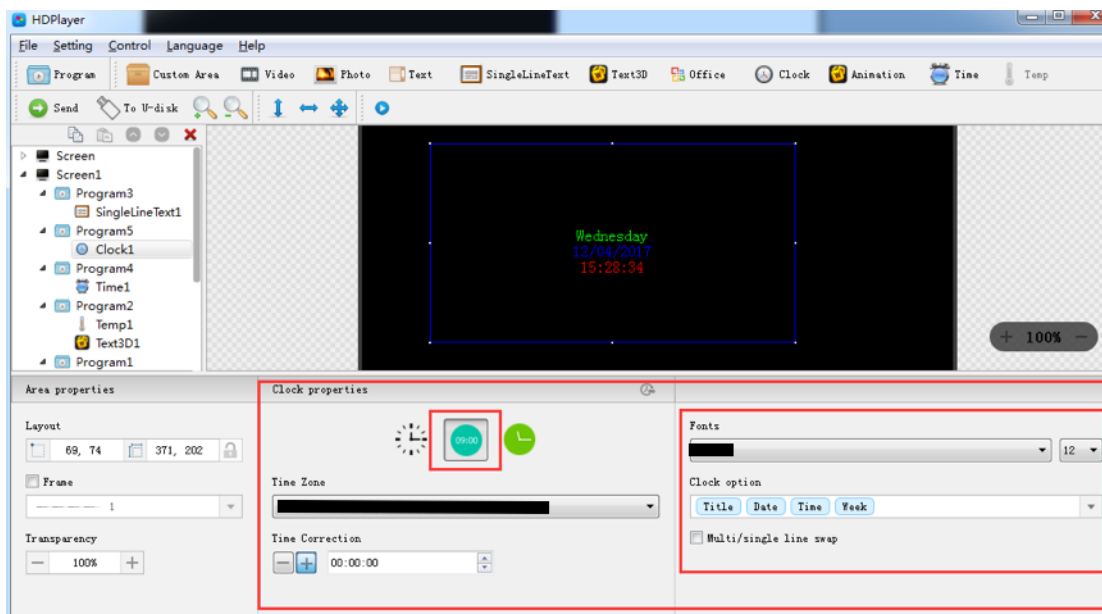 HDPlayer
File Setting Control Language Help
Program Custom Area Video Photo Text SingleLineText Text3D Office Clock Animation Time Temp
Send To U-disk
Screen
Screen1
Program3
SingleLineText1
Program5
Clock1
Program4
Time1
Program2
Temp1
Text3D1
Program1
Wednesday
12/04/2017
15:28:34
+ 100% −
Area properties
Layout
69, 74 371, 202
Frame
1
Transparency
− 100% +
Clock properties
09:00
Time Zone
Time Correction
− + 00:00:00
Fonts
12
Clock option
Title Date Time Week
Multi/single line swap